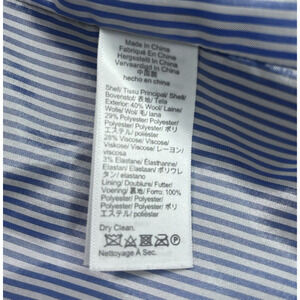 Made In China
Fabriqué En China
Hergestellt In China
Vervaardigd In China
中国製
hecho en china
Shell/ Tissu Principal/ Shell/
Bovenstof/ 表地/ Tela
Exterior: 40% Wool/ Laine/
Wolle/ Wol/ 毛/ lana
29% Polyester/ Polyester/
Polyester/ Polyester/ ポリ
エステル/ poliéster
28% Viscose/ Viscose/
Viskose/ Viscose/ レーヨン/
viscosa
3% Elastane/ Élasthanne/
Elastan/ Elastaan/ ポリウレ
タン/ elastano
Lining/ Doublure/ Futter/
Voering/ 裏地/ Forro: 100%
Polyester/ Polyester/
Polyester/ Polyester/ ポリ
エステル/ poliéster
Dry Clean.
Nettoyage À Sec.